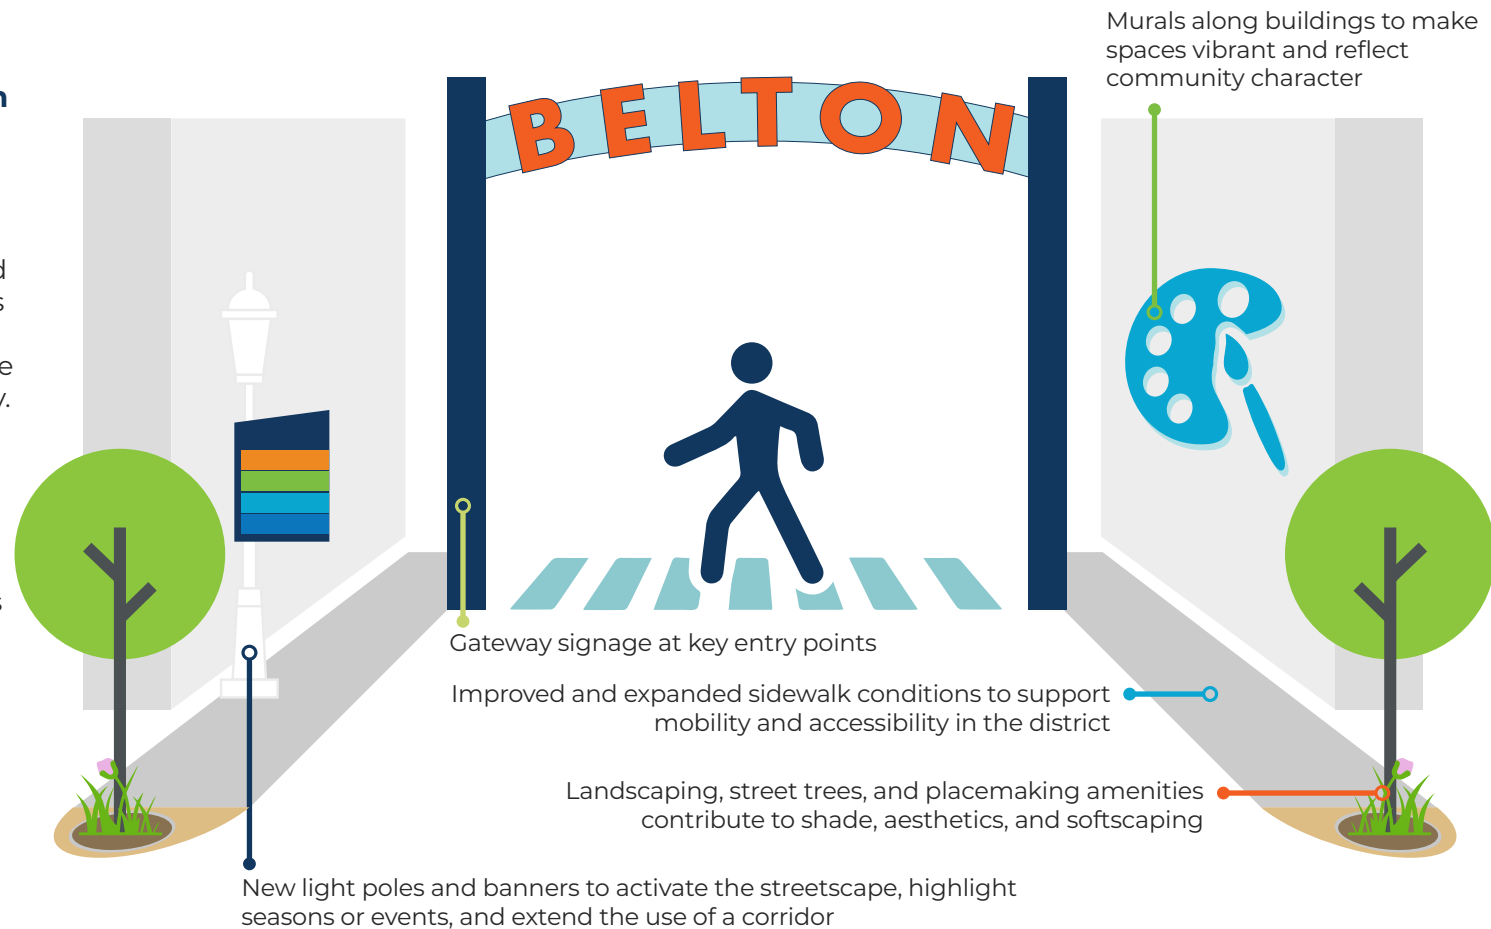 Murals along buildings to make
spaces vibrant and reflect
community character
BELTON
Gateway signage at key entry points
Improved and expanded sidewalk conditions to support
mobility and accessibility in the district
Landscaping, street trees, and placemaking amenities
contribute to shade, aesthetics, and softscaping
New light poles and banners to activate the streetscape, highlight
seasons or events, and extend the use of a corridor